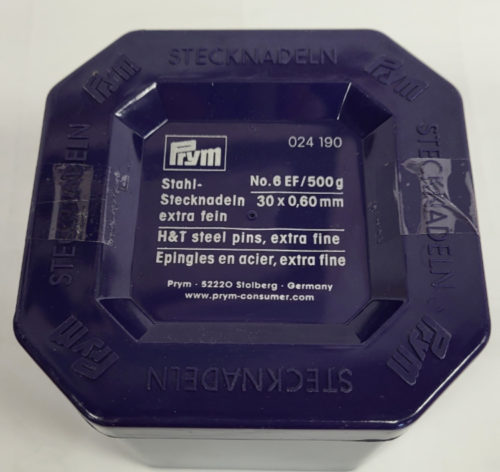 STECKNADELN
Prym
Prym
STECKNADELN
STECKNADELN
Prym
024 190
Stahl- No. 6 EF/500 g
Stecknadeln 30 x 0,60 mm
extra fein
H&T steel pins, extra fine
Epingles en acier, extra fine
Prym · 52220 Stolberg · Germany
www.prym-consumer.com
Prym
Prym
STECKNADELN